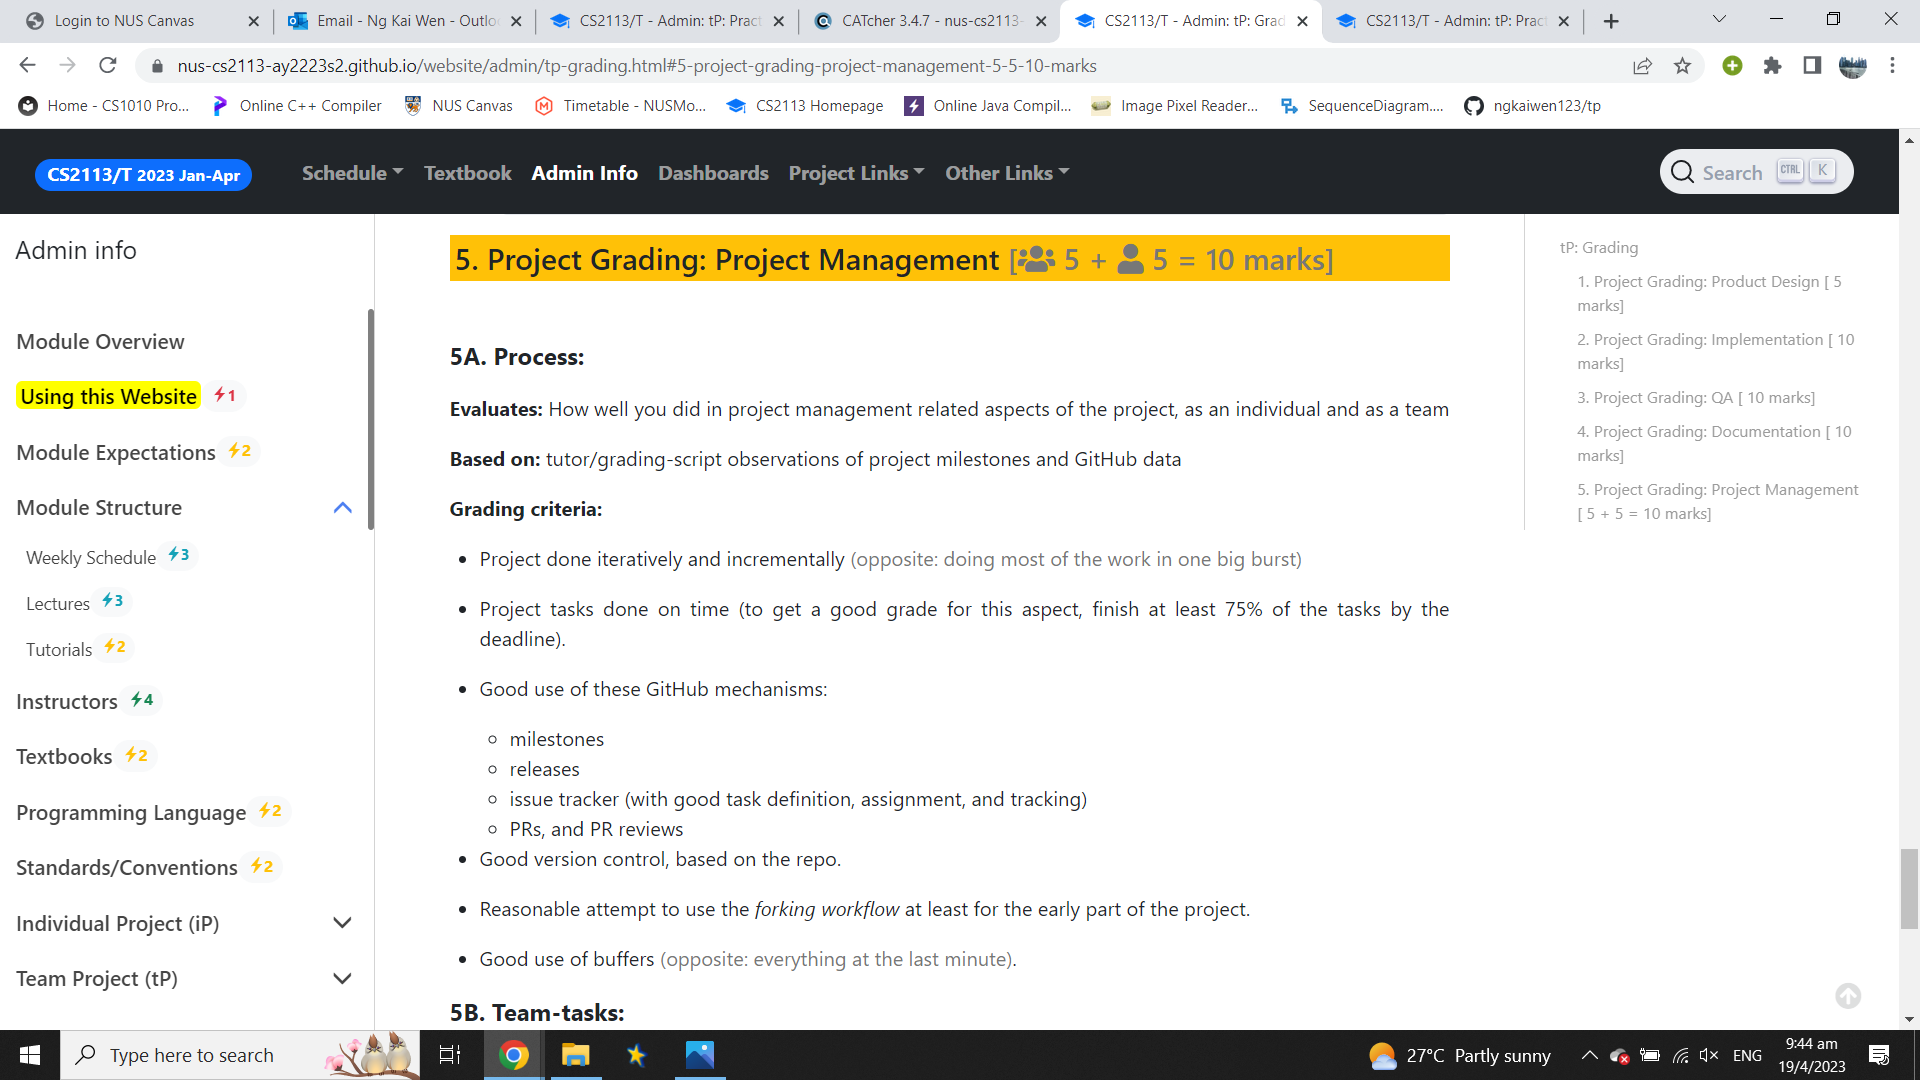 Login to NUS Canvas
Email - Ng Kai Wen - Outlo
CS2113/T - Admin: tP: Pract
CATcher 3.4.7 - nus-cs2113-
CS2113/T - Admin: tP: Grad
CS2113/T - Admin: tP: Pract
nus-cs2113-ay2223s2.github.io/website/admin/tp-grading.html#5-project-grading-project-management-5-5-10-marks
Home - CS1010 Pro...
Online C++ Compiler
NUS Canvas
Timetable - NUSMo...
CS2113 Homepage
Online Java Compil...
Image Pixel Reader...
SequenceDiagram....
ngkaiwen123/tp
CS2113/T 2023 Jan-Apr
Schedule
Textbook
Admin Info
Dashboards
Project Links
Other Links
Search CTRL K
Admin info
Module Overview
Using this Website 1
Module Expectations 2
Module Structure
Weekly Schedule 3
Lectures 3
Tutorials 2
Instructors 4
Textbooks 2
Programming Language 2
Standards/Conventions 2
Individual Project (iP)
Team Project (tP)
5. Project Grading: Project Management [ 5 + 5 = 10 marks]
5A. Process:
Evaluates: How well you did in project management related aspects of the project, as an individual and as a team
Based on: tutor/grading-script observations of project milestones and GitHub data
Grading criteria:
Project done iteratively and incrementally (opposite: doing most of the work in one big burst)
Project tasks done on time (to get a good grade for this aspect, finish at least 75% of the tasks by the
deadline).
Good use of these GitHub mechanisms:
milestones
releases
issue tracker (with good task definition, assignment, and tracking)
PRs, and PR reviews
Good version control, based on the repo.
Reasonable attempt to use the forking workflow at least for the early part of the project.
Good use of buffers (opposite: everything at the last minute).
5B. Team-tasks:
tP: Grading
1. Project Grading: Product Design [ 5
marks]
2. Project Grading: Implementation [ 10
marks]
3. Project Grading: QA [ 10 marks]
4. Project Grading: Documentation [ 10
marks]
5. Project Grading: Project Management
[ 5 + 5 = 10 marks]
Type here to search
27°C Partly sunny
ENG
9:44 am
19/4/2023